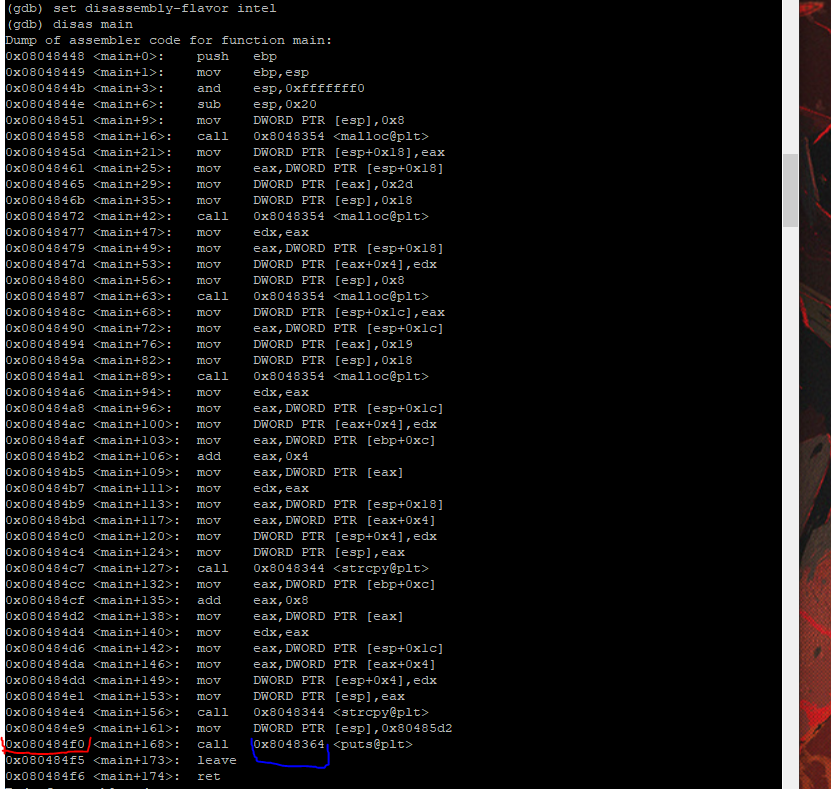 (gdb) set disassembly-flavor intel
(gdb) disas main
Dump of assembler code for function main:
0x08048448 <main+0>: push ebp
0x08048449 <main+1>: mov ebp,esp
0x0804844b <main+3>: and esp,0xfffffff0
0x0804844e <main+6>: sub esp,0x20
0x08048451 <main+9>: mov DWORD PTR [esp],0x8
0x08048458 <main+16>: call 0x8048354 <malloc@plt>
0x0804845d <main+21>: mov DWORD PTR [esp+0x18],eax
0x08048461 <main+25>: mov eax,DWORD PTR [esp+0x18]
0x08048465 <main+29>: mov DWORD PTR [eax],0x2d
0x0804846b <main+35>: mov DWORD PTR [esp],0x18
0x08048472 <main+42>: call 0x8048354 <malloc@plt>
0x08048477 <main+47>: mov edx,eax
0x08048479 <main+49>: mov eax,DWORD PTR [esp+0x18]
0x0804847d <main+53>: mov DWORD PTR [eax+0x4],edx
0x08048480 <main+56>: mov DWORD PTR [esp],0x8
0x08048487 <main+63>: call 0x8048354 <malloc@plt>
0x0804848c <main+68>: mov DWORD PTR [esp+0x1c],eax
0x08048490 <main+72>: mov eax,DWORD PTR [esp+0x1c]
0x08048494 <main+76>: mov DWORD PTR [eax],0x19
0x0804849a <main+82>: mov DWORD PTR [esp],0x18
0x080484a1 <main+89>: call 0x8048354 <malloc@plt>
0x080484a6 <main+94>: mov edx,eax
0x080484a8 <main+96>: mov eax,DWORD PTR [esp+0x1c]
0x080484ac <main+100>: mov DWORD PTR [eax+0x4],edx
0x080484af <main+103>: mov eax,DWORD PTR [ebp+0xc]
0x080484b2 <main+106>: add eax,0x4
0x080484b5 <main+109>: mov eax,DWORD PTR [eax]
0x080484b7 <main+111>: mov edx,eax
0x080484b9 <main+113>: mov eax,DWORD PTR [esp+0x18]
0x080484bd <main+117>: mov eax,DWORD PTR [eax+0x4]
0x080484c0 <main+120>: mov DWORD PTR [esp+0x4],edx
0x080484c4 <main+124>: mov DWORD PTR [esp],eax
0x080484c7 <main+127>: call 0x8048344 <strcpy@plt>
0x080484cc <main+132>: mov eax,DWORD PTR [ebp+0xc]
0x080484cf <main+135>: add eax,0x8
0x080484d2 <main+138>: mov eax,DWORD PTR [eax]
0x080484d4 <main+140>: mov edx,eax
0x080484d6 <main+142>: mov eax,DWORD PTR [esp+0x1c]
0x080484da <main+146>: mov eax,DWORD PTR [eax+0x4]
0x080484dd <main+149>: mov DWORD PTR [esp+0x4],edx
0x080484e1 <main+153>: mov DWORD PTR [esp],eax
0x080484e4 <main+156>: call 0x8048344 <strcpy@plt>
0x080484e9 <main+161>: mov DWORD PTR [esp],0x80485d2
0x080484f0 <main+168>: call 0x8048364 <puts@plt>
0x080484f5 <main+173>: leave
0x080484f6 <main+174>: ret